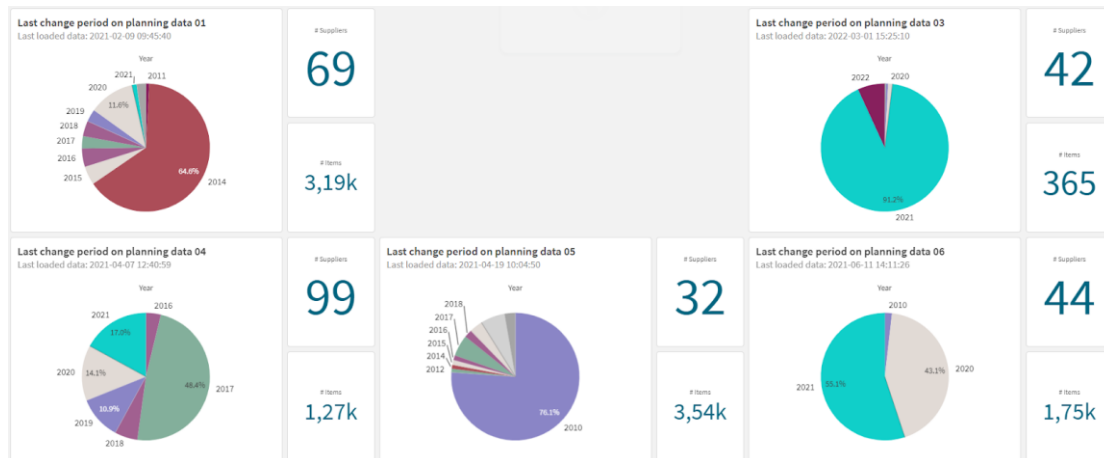 Last change period on planning data 01
Last loaded data: 2021-02-09 09:45:40
Year
2021
2011
2020
11.6%
2019
2018
2017
2016
2015
64.6%
2014
# Suppliers
69
# Items
3,19k
Last change period on planning data 03
Last loaded data: 2022-03-01 15:25:10
Year
2022
2020
91.2%
2021
# Suppliers
42
# Items
365
Last change period on planning data 04
Last loaded data: 2021-04-07 12:40:59
Year
2016
2021
17.0%
2020
14.1%
48.4%
2017
10.9%
2019
2018
# Suppliers
99
# Items
1,27k
Last change period on planning data 05
Last loaded data: 2021-04-19 10:04:50
Year
2018
2017
2016
2015
2014
2012
76.1%
2010
# Suppliers
32
# Items
3,54k
Last change period on planning data 06
Last loaded data: 2021-06-11 14:11:26
Year
2010
43.1%
2020
2021
55.1%
# Suppliers
44
# Items
1,75k